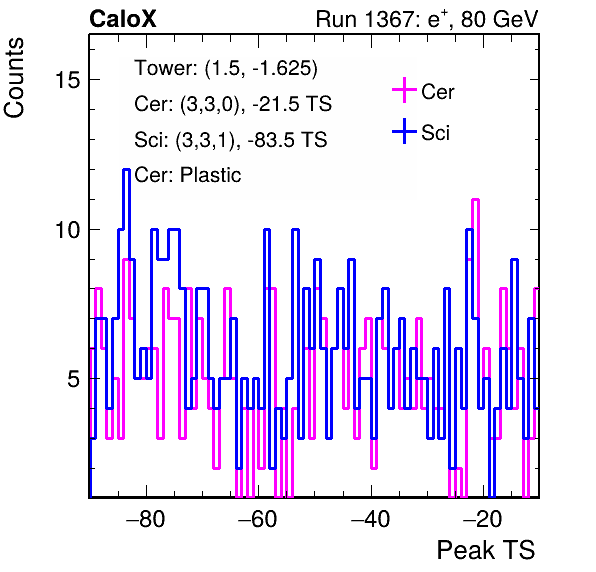 CaloX Run 1367: e⁺, 80 GeV
Counts
Tower: (1.5, -1.625)
Cer: (3,3,0), -21.5 TS
Sci: (3,3,1), -83.5 TS
Cer: Plastic
Cer
Sci
15
10
5
−80 −60 −40 −20
Peak TS